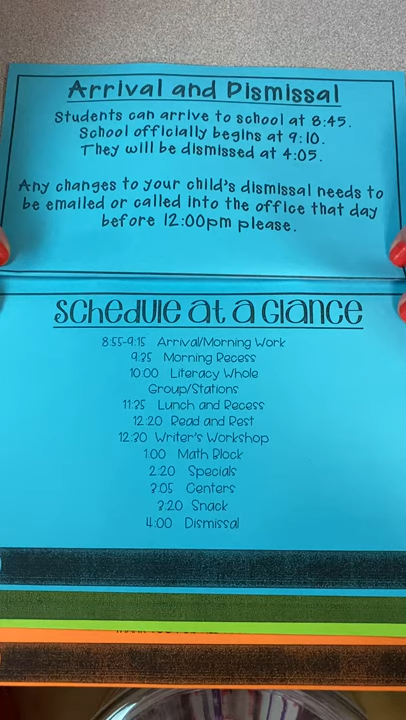 Arrival and Dismissal
Students can arrive to school at 8:45.
School officially begins at 9:10.
They will be dismissed at 4:05.
Any changes to your child's dismissal needs to
be emailed or called into the office that day
before 12:00pm please.
Schedule at a Glance
8:55-9:15 Arrival/Morning Work
9:35 Morning Recess
10:00 Literacy Whole
Group/Stations
11:35 Lunch and Recess
12:20 Read and Rest
12:30 Writer's Workshop
1:00 Math Block
2:20 Specials
3:05 Centers
3:20 Snack
4:00 Dismissal